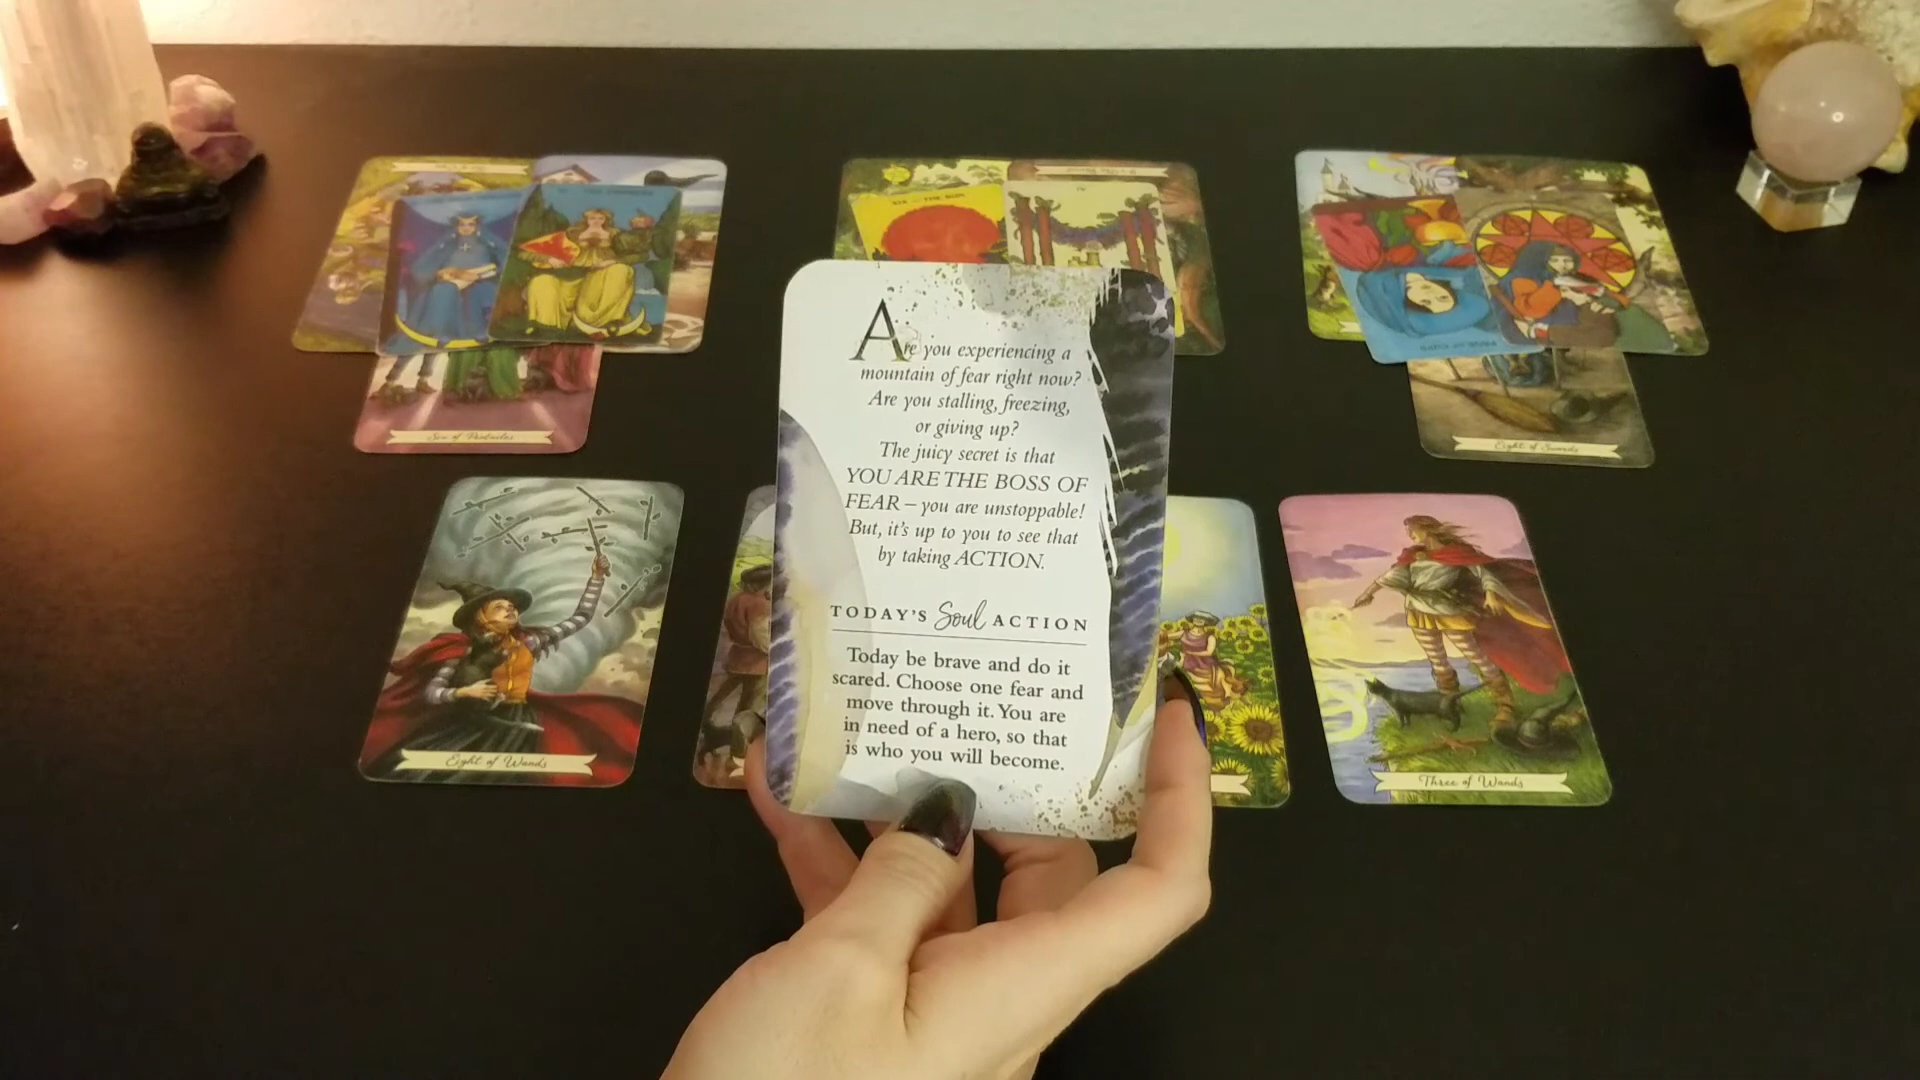 Are you experiencing a
mountain of fear right now?
Are you stalling, freezing,
or giving up?
The juicy secret is that
YOU ARE THE BOSS OF
FEAR – you are unstoppable!
But, it's up to you to see that
by taking ACTION.
TODAY'S Soul ACTION
Today be brave and do it
scared. Choose one fear and
move through it. You are
in need of a hero, so that
is who you will become.
Six of Pentacles
Eight of Swords
Eight of Wands
Three of Wands